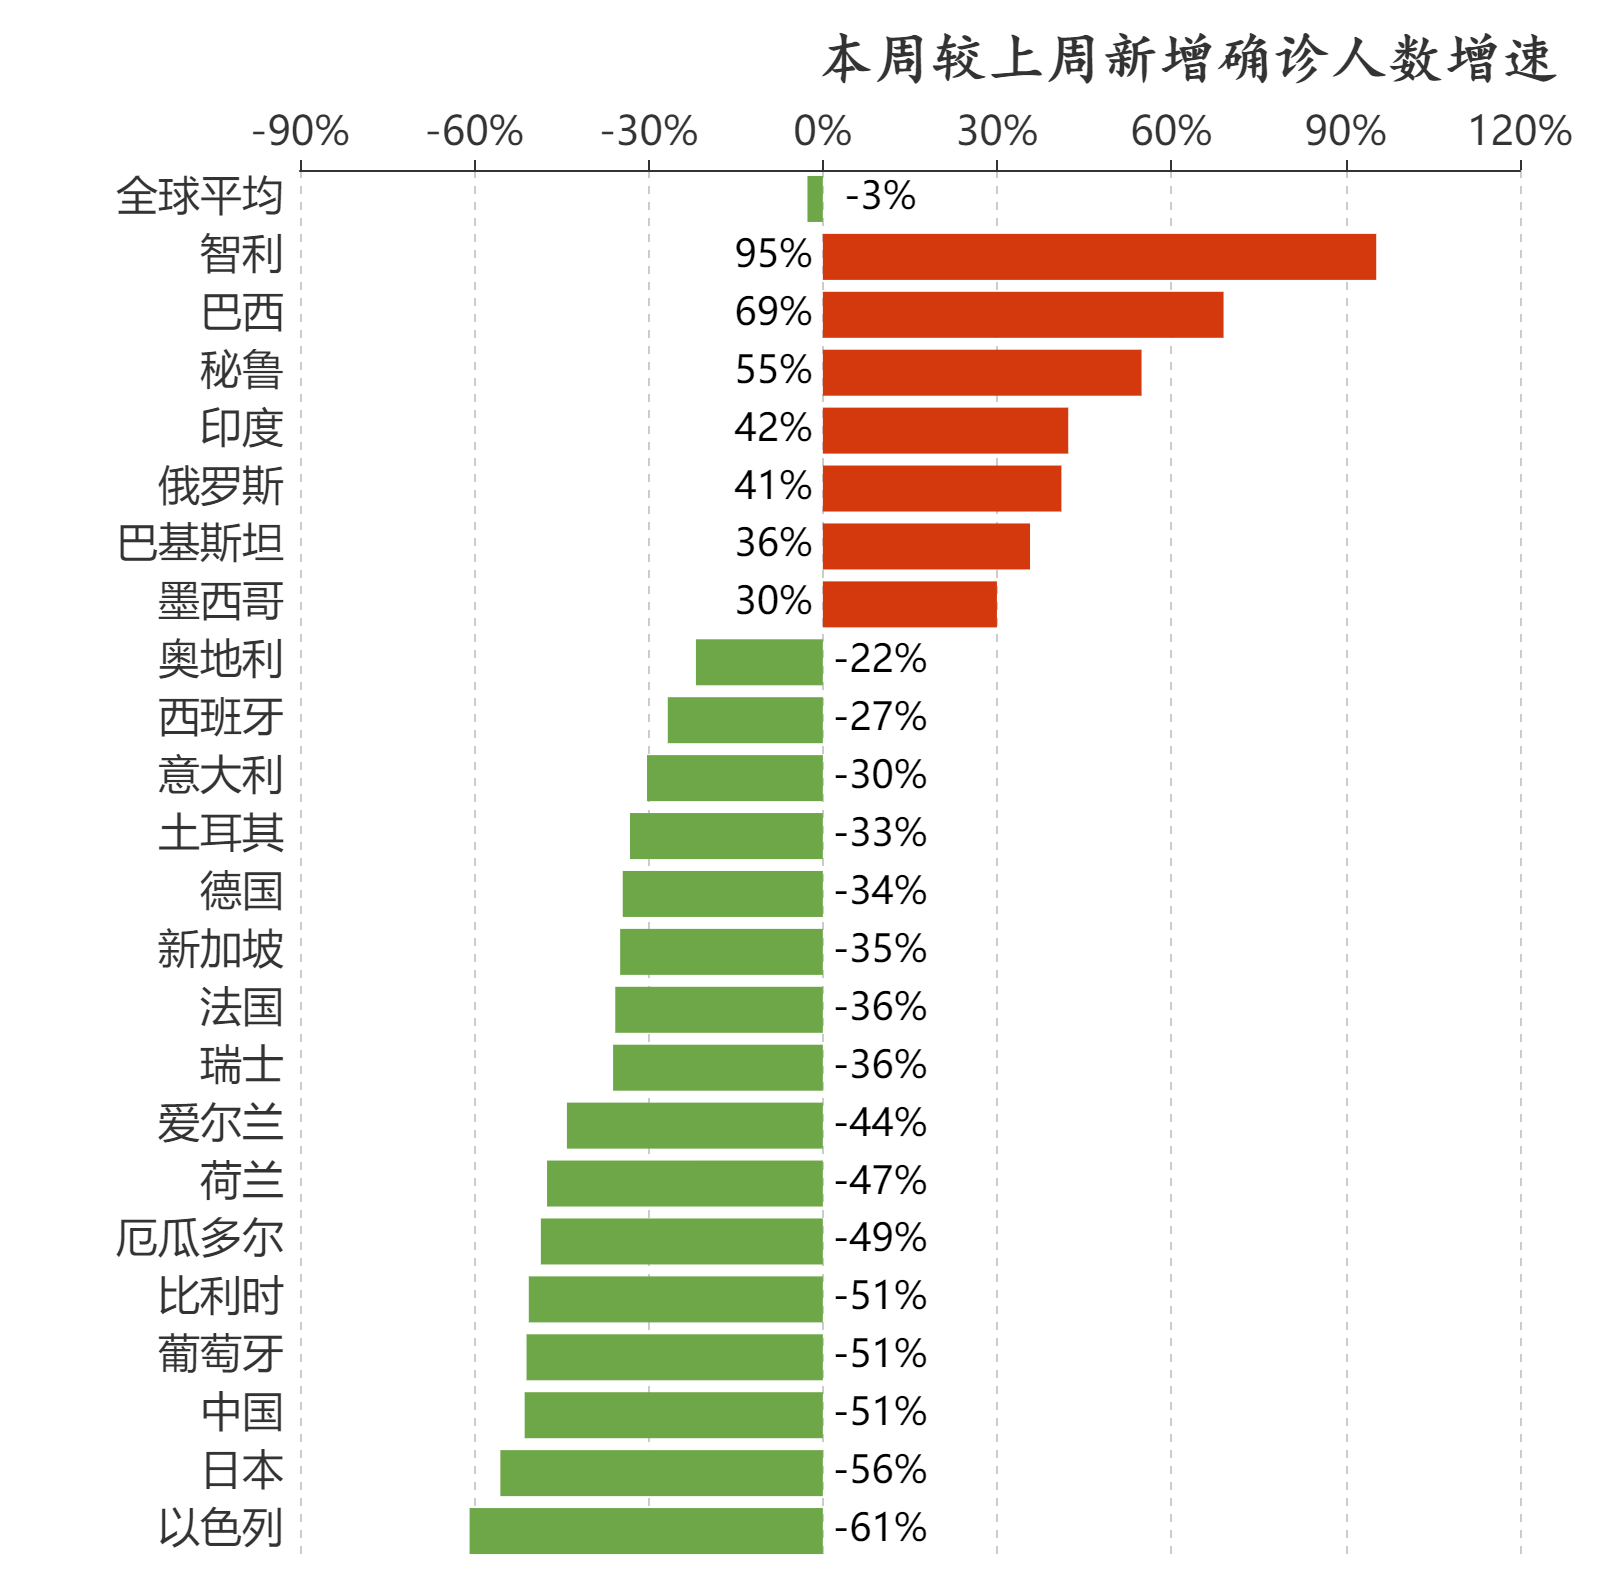 本周较上周新增确诊人数增速
-90% -60% -30% 0% 30% 60% 90% 120%
全球平均 -3%
智利 95%
巴西 69%
秘鲁 55%
印度 42%
俄罗斯 41%
巴基斯坦 36%
墨西哥 30%
奥地利 -22%
西班牙 -27%
意大利 -30%
土耳其 -33%
德国 -34%
新加坡 -35%
法国 -36%
瑞士 -36%
爱尔兰 -44%
荷兰 -47%
厄瓜多尔 -49%
比利时 -51%
葡萄牙 -51%
中国 -51%
日本 -56%
以色列 -61%